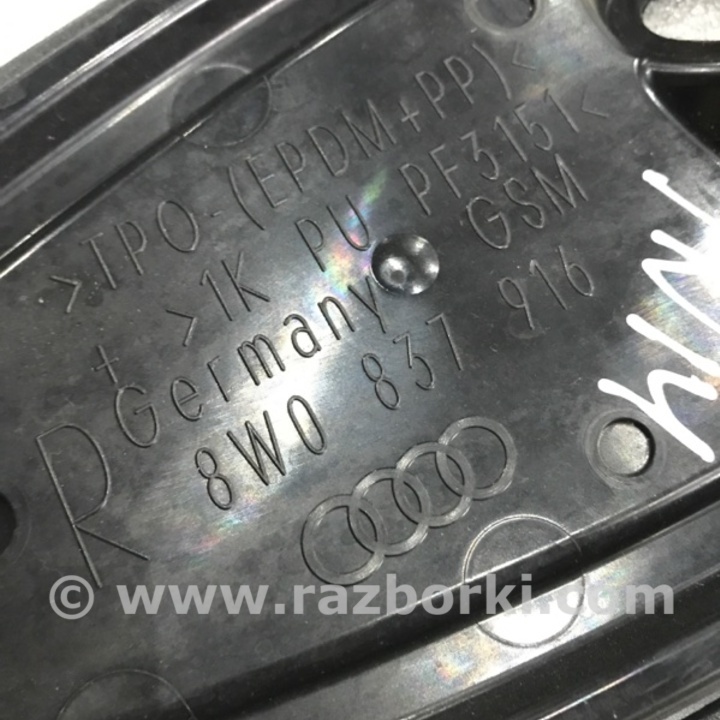 >TPO-(EPDM+PP)<
+ >1K PU PF3151<
Germany GSM
8W0 837 916
R
© www.razborki.com